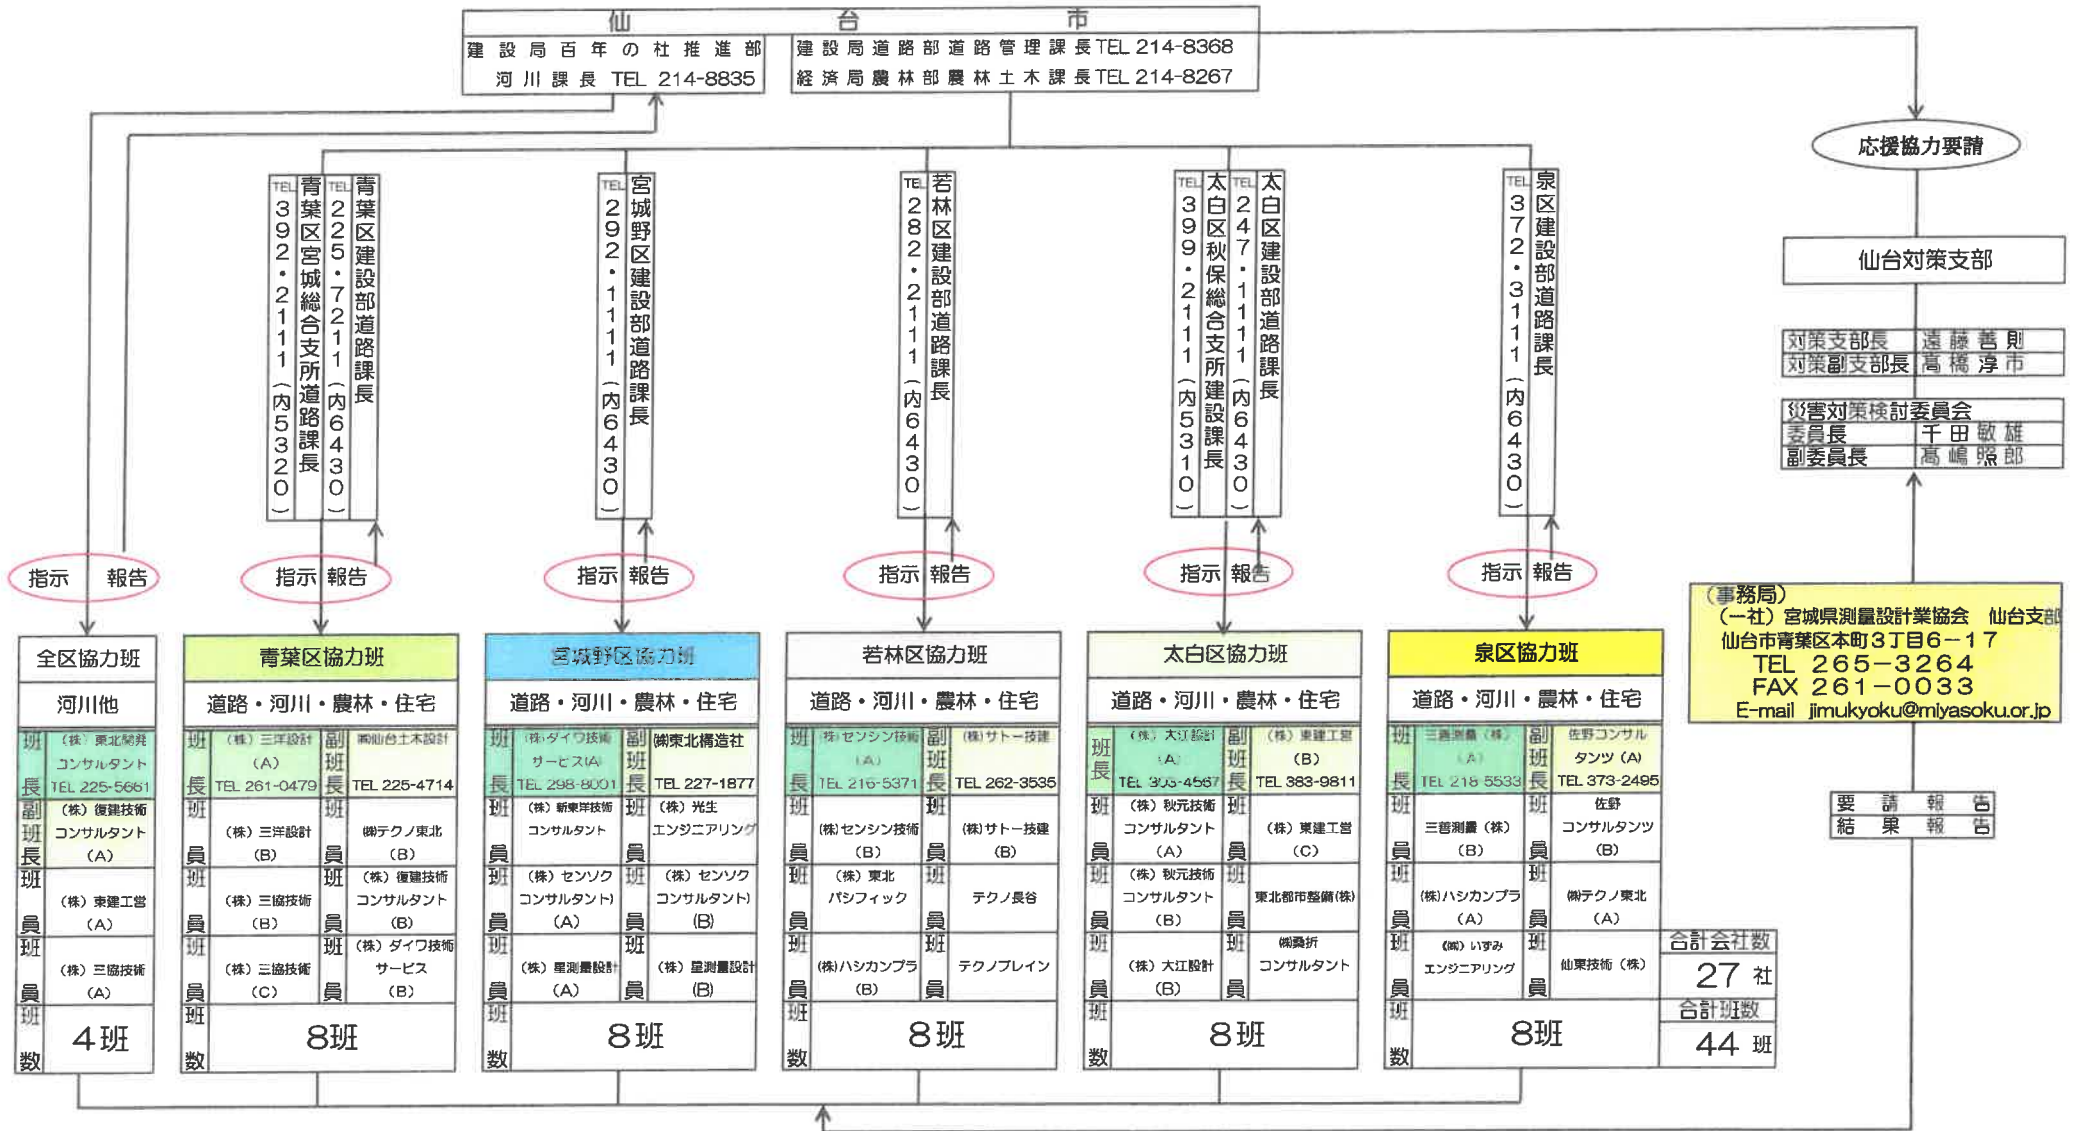 仙台市
建設局百年の社推進部
河川課長 TEL 214-8835
建設局道路部道路管理課長TEL 214-8368
経済局農林部農林土木課長TEL 214-8267
応援協力要請
青葉区建設部道路課長
TEL 225・7211(内6430)
青葉区宮城総合支所道路課長
TEL 392・2111(内5320)
宮城野区建設部道路課長
TEL 292・1111(内6430)
若林区建設部道路課長
TEL 282・2111(内6430)
太白区建設部道路課長
TEL 247・1111(内6430)
太白区秋保総合支所建設課長
TEL 399・2111(内5310)
泉区建設部道路課長
TEL 372・3111(内6430)
仙台対策支部
対策支部長 遠藤善則
対策副支部長 高橋淳市
災害対策検討委員会
委員長 千田敏雄
副委員長 髙嶋照郎
指示 報告
指示 報告
指示 報告
指示 報告
指示 報告
指示 報告
(事務局)
(一社)宮城県測量設計業協会 仙台支部
仙台市青葉区本町3丁目6-17
TEL 265-3264
FAX 261-0033
E-mail jimukyoku@miyasoku.or.jp
要請報告
結果報告
全区協力班
河川他
班長 (株)東北開発
コンサルタント
TEL 225-5661
副班長 (株)復建技術
コンサルタント
(A)
班員 (株)東建工営
(A)
班員 (株)三協技術
(A)
班数 4班
青葉区協力班
道路・河川・農林・住宅
班長 (株)三洋設計
(A)
TEL 261-0479
副班長 ㈱仙台土木設計
TEL 225-4714
班員 (株)三洋設計
(B)
班員 ㈱テクノ東北
(B)
班員 (株)三協技術
(B)
班員 (株)復建技術
コンサルタント
(B)
班員 (株)三協技術
(C)
班員 (株)ダイワ技術
サービス
(B)
班数 8班
宮城野区協力班
道路・河川・農林・住宅
班長 (株)ダイワ技術
サービス(A)
TEL 298-8001
副班長 ㈱東北構造社
TEL 227-1877
班員 (株)新東洋技術
コンサルタント
班員 (株)光生
エンジニアリング
班員 (株)センソク
コンサルタント)
(A)
班員 (株)センソク
コンサルタント)
(B)
班員 (株)星測量設計
(A)
班員 (株)星測量設計
(B)
班数 8班
若林区協力班
道路・河川・農林・住宅
班長 (株)センシン技術
(A)
TEL 216-5371
副班長 (株)サトー技建
TEL 262-3535
班員 (株)センシン技術
(B)
班員 (株)サトー技建
(B)
班員 (株)東北
パシフィック
班員 テクノ長谷
班員 (株)ハシカンプラ
(B)
班員 テクノブレイン
班数 8班
太白区協力班
道路・河川・農林・住宅
班長 (株)大江設計
(A)
TEL
副班長 (株)東建工営
(B)
TEL 383-9811
班員 (株)秋元技術
コンサルタント
(A)
班員 (株)東建工営
(C)
班員 (株)秋元技術
コンサルタント
(B)
班員 東北都市整備(株)
班員 (株)大江設計
(B)
班員 ㈱桑折
コンサルタント
班数 8班
泉区協力班
道路・河川・農林・住宅
班長 三善測量(株)
(A)
TEL 218-5533
副班長 佐野コンサル
タンツ(A)
TEL 373-2495
班員 三善測量(株)
(B)
班員 佐野
コンサルタンツ
(B)
班員 (株)ハシカンプラ
(A)
班員 ㈱テクノ東北
(A)
班員 (㈱)いずみ
エンジニアリング
班員 仙東技術(株)
班数 8班
合計会社数
27 社
合計班数
44 班